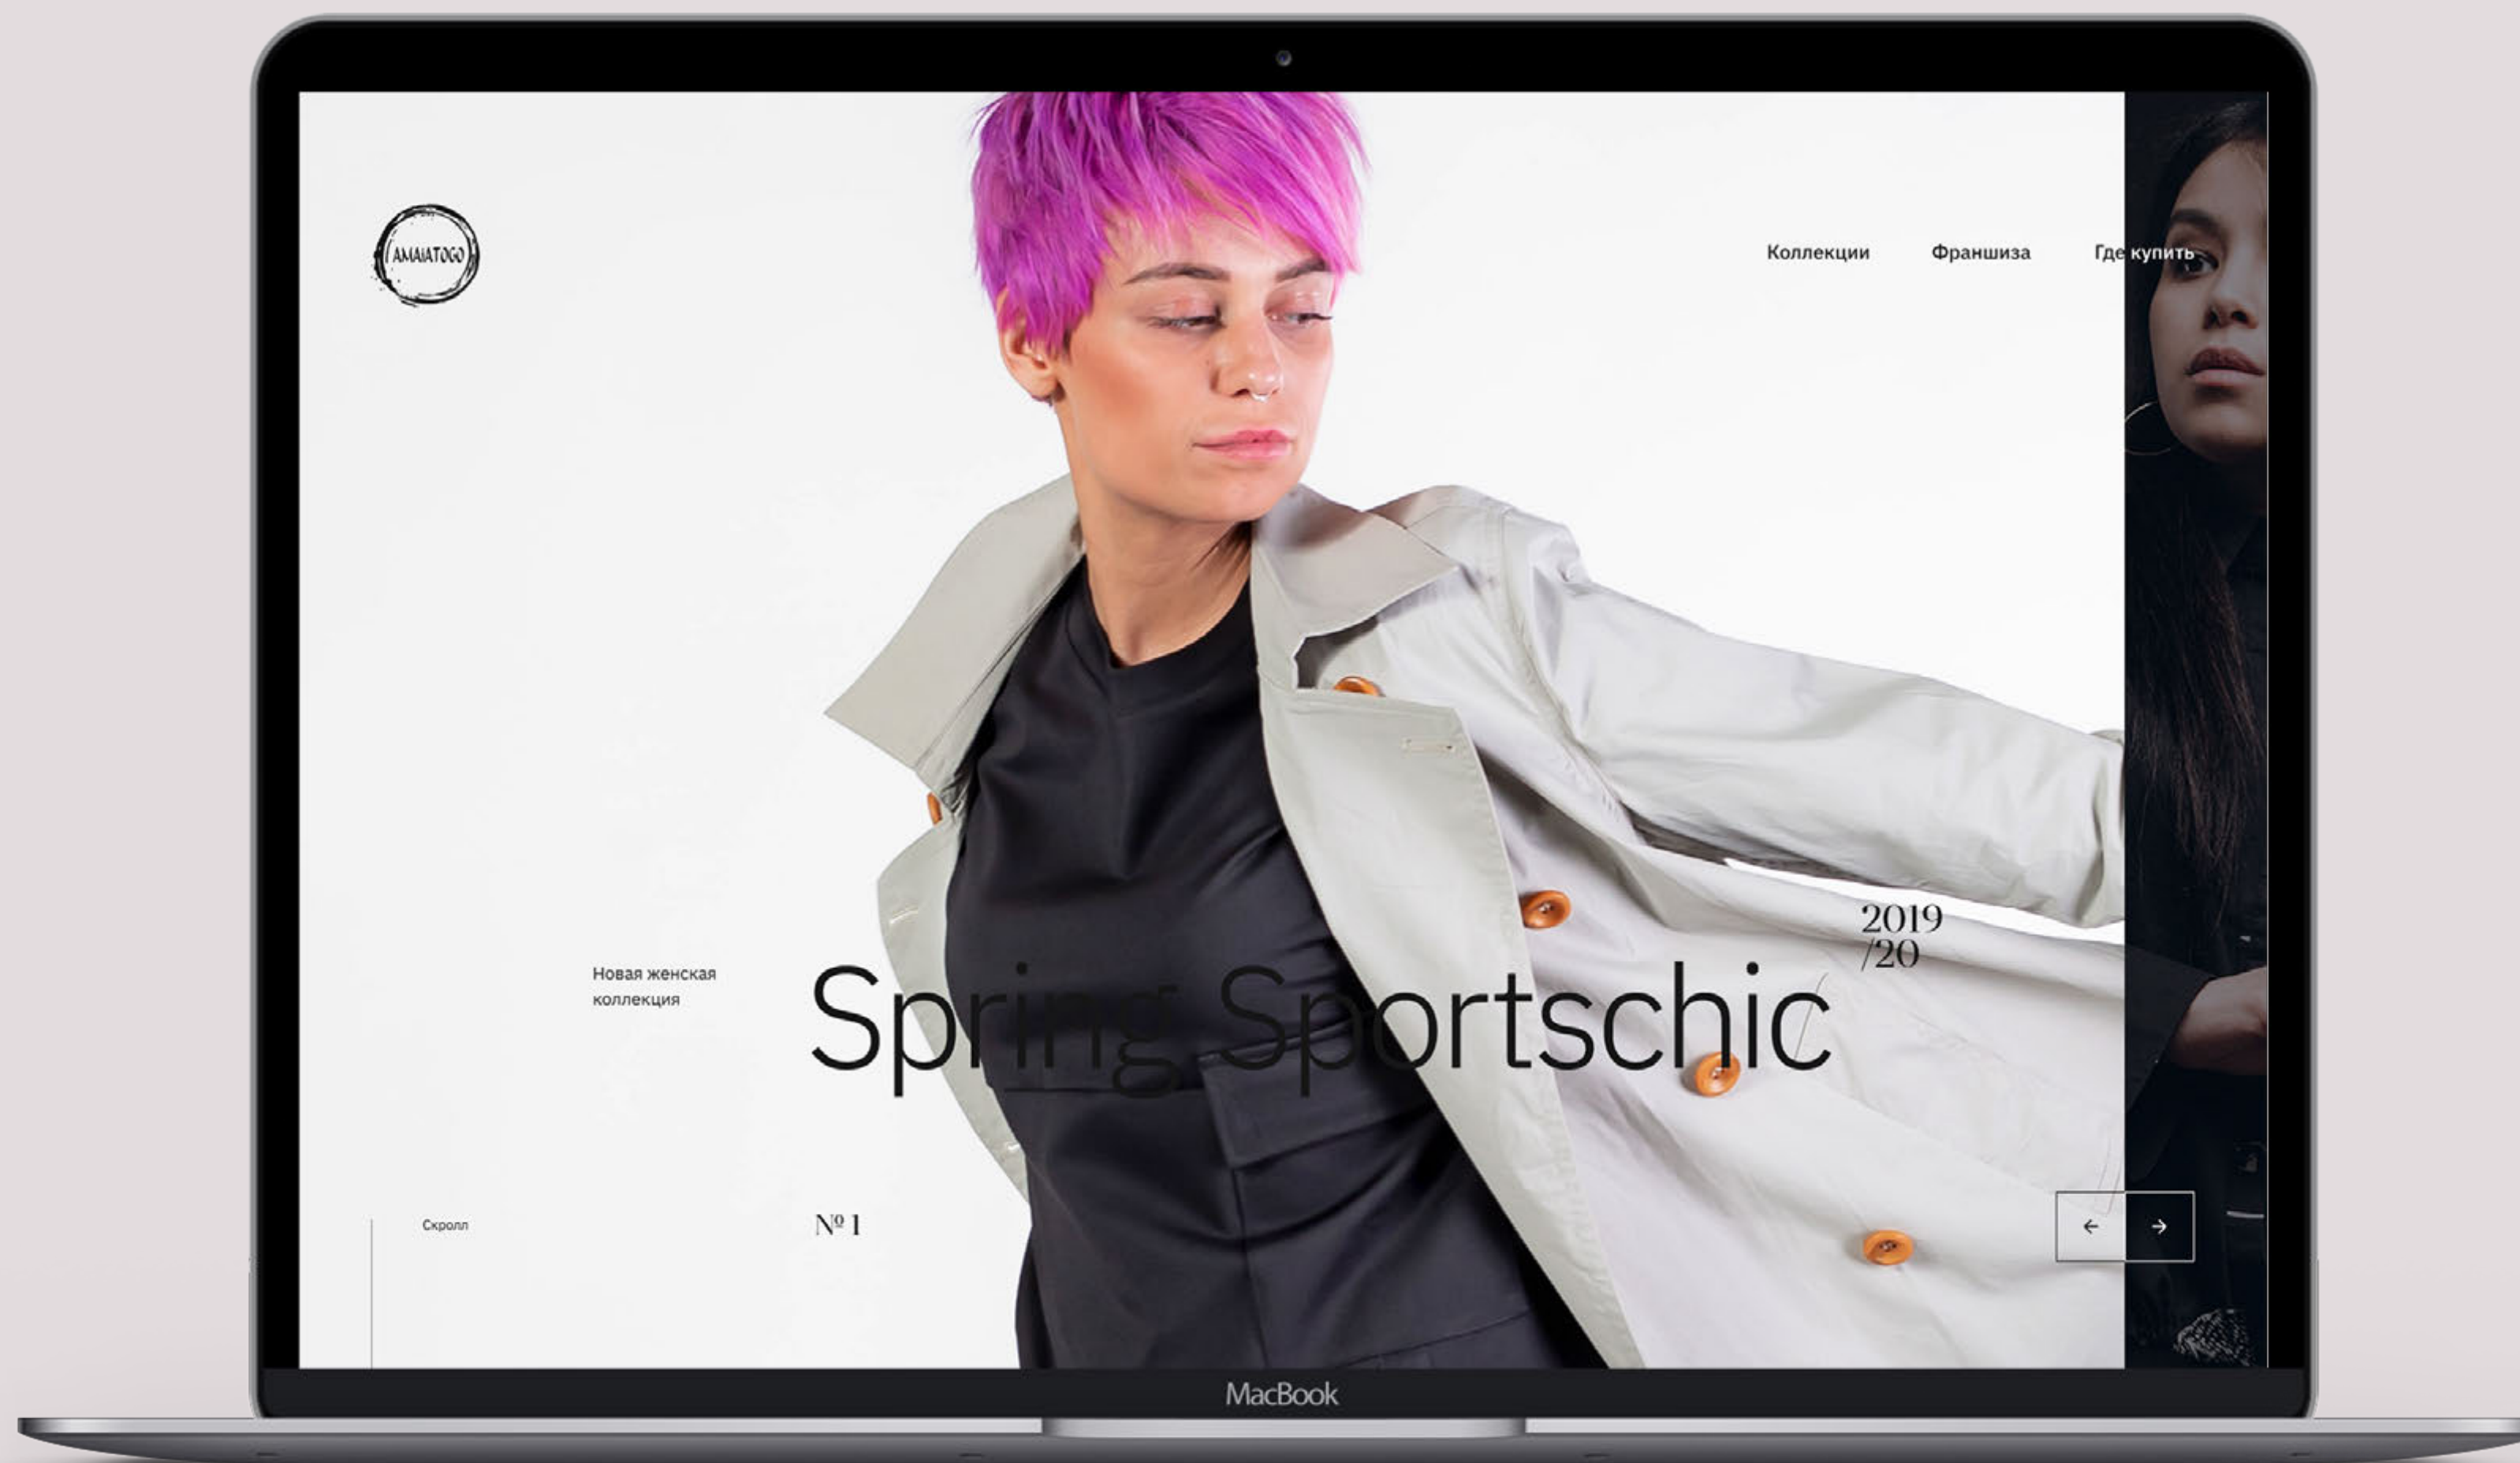 AMAIATOGO
Коллекции Франшиза Где купить
2019
/20
Новая женская
коллекция
Spring Sportschic
Скролл
№ 1
MacBook